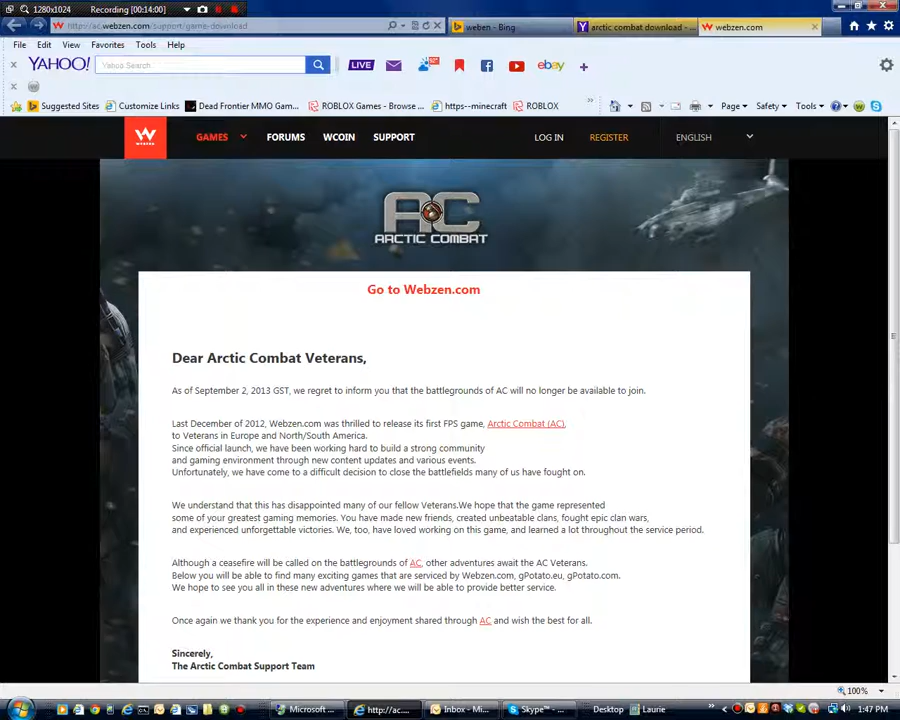 1280x1024 Recording [00:14:00]
http://ac.webzen.com/support/game-download
weben - Bing
arctic combat download - ...
webzen.com
File Edit View Favorites Tools Help
YAHOO! Yahoo Search LIVE ebay
Suggested Sites Customize Links Dead Frontier MMO Gam... ROBLOX Games - Browse ... https--minecraft ROBLOX Page Safety Tools
WEBZEN GAMES FORUMS WCOIN SUPPORT LOG IN REGISTER ENGLISH
AC
ARCTIC COMBAT
Go to Webzen.com
Dear Arctic Combat Veterans,
As of September 2, 2013 GST, we regret to inform you that the battlegrounds of AC will no longer be available to join.
Last December of 2012, Webzen.com was thrilled to release its first FPS game, Arctic Combat (AC),
to Veterans in Europe and North/South America.
Since official launch, we have been working hard to build a strong community
and gaming environment through new content updates and various events.
Unfortunately, we have come to a difficult decision to close the battlefields many of us have fought on.
We understand that this has disappointed many of our fellow Veterans.We hope that the game represented
some of your greatest gaming memories. You have made new friends, created unbeatable clans, fought epic clan wars,
and experienced unforgettable victories. We, too, have loved working on this game, and learned a lot throughout the service period.
Although a ceasefire will be called on the battlegrounds of AC, other adventures await the AC Veterans.
Below you will be able to find many exciting games that are serviced by Webzen.com, gPotato.eu, gPotato.com.
We hope to see you all in these new adventures where we will be able to provide better service.
Once again we thank you for the experience and enjoyment shared through AC and wish the best for all.
Sincerely,
The Arctic Combat Support Team
100%
Microsoft ... http://ac.... Inbox - Mi... Skype™ - ... Desktop Laurie 1:47 PM